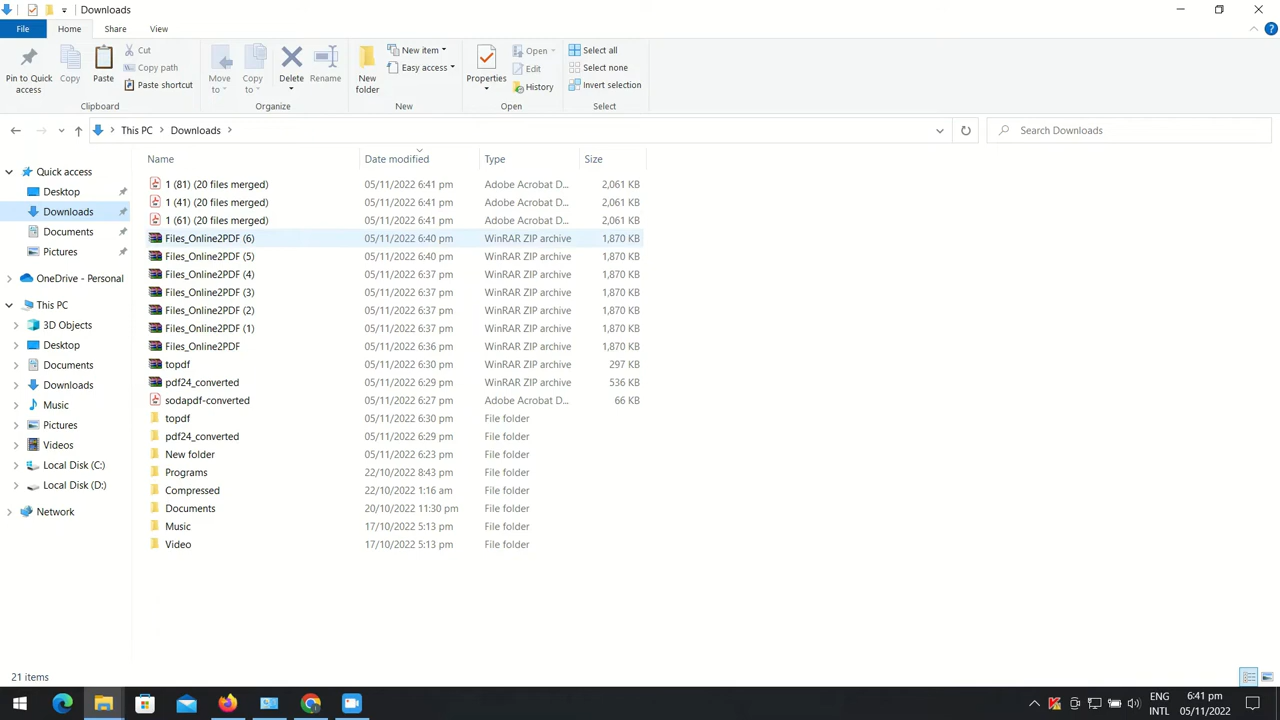 Downloads
File Home Share View
Pin to Quick access
Copy
Paste
Cut
Copy path
Paste shortcut
Clipboard
Move to
Copy to
Delete
Rename
Organize
New folder
New item
Easy access
New
Properties
Open
Edit
History
Open
Select all
Select none
Invert selection
Select
This PC Downloads
Search Downloads
Quick access
Desktop
Downloads
Documents
Pictures
OneDrive - Personal
This PC
3D Objects
Desktop
Documents
Downloads
Music
Pictures
Videos
Local Disk (C:)
Local Disk (D:)
Network
Name Date modified Type Size
1 (81) (20 files merged) 05/11/2022 6:41 pm Adobe Acrobat D... 2,061 KB
1 (41) (20 files merged) 05/11/2022 6:41 pm Adobe Acrobat D... 2,061 KB
1 (61) (20 files merged) 05/11/2022 6:41 pm Adobe Acrobat D... 2,061 KB
Files_Online2PDF (6) 05/11/2022 6:40 pm WinRAR ZIP archive 1,870 KB
Files_Online2PDF (5) 05/11/2022 6:40 pm WinRAR ZIP archive 1,870 KB
Files_Online2PDF (4) 05/11/2022 6:37 pm WinRAR ZIP archive 1,870 KB
Files_Online2PDF (3) 05/11/2022 6:37 pm WinRAR ZIP archive 1,870 KB
Files_Online2PDF (2) 05/11/2022 6:37 pm WinRAR ZIP archive 1,870 KB
Files_Online2PDF (1) 05/11/2022 6:37 pm WinRAR ZIP archive 1,870 KB
Files_Online2PDF 05/11/2022 6:36 pm WinRAR ZIP archive 1,870 KB
topdf 05/11/2022 6:30 pm WinRAR ZIP archive 297 KB
pdf24_converted 05/11/2022 6:29 pm WinRAR ZIP archive 536 KB
sodapdf-converted 05/11/2022 6:27 pm Adobe Acrobat D... 66 KB
topdf 05/11/2022 6:30 pm File folder
pdf24_converted 05/11/2022 6:29 pm File folder
New folder 05/11/2022 6:23 pm File folder
Programs 22/10/2022 8:43 pm File folder
Compressed 22/10/2022 1:16 am File folder
Documents 20/10/2022 11:30 pm File folder
Music 17/10/2022 5:13 pm File folder
Video 17/10/2022 5:13 pm File folder
21 items
ENG
INTL
6:41 pm
05/11/2022